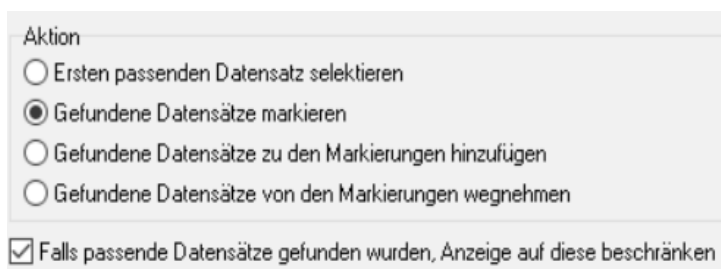 Aktion
Ersten passenden Datensatz selektieren
Gefundene Datensätze markieren
Gefundene Datensätze zu den Markierungen hinzufügen
Gefundene Datensätze von den Markierungen wegnehmen
Falls passende Datensätze gefunden wurden, Anzeige auf diese beschränken